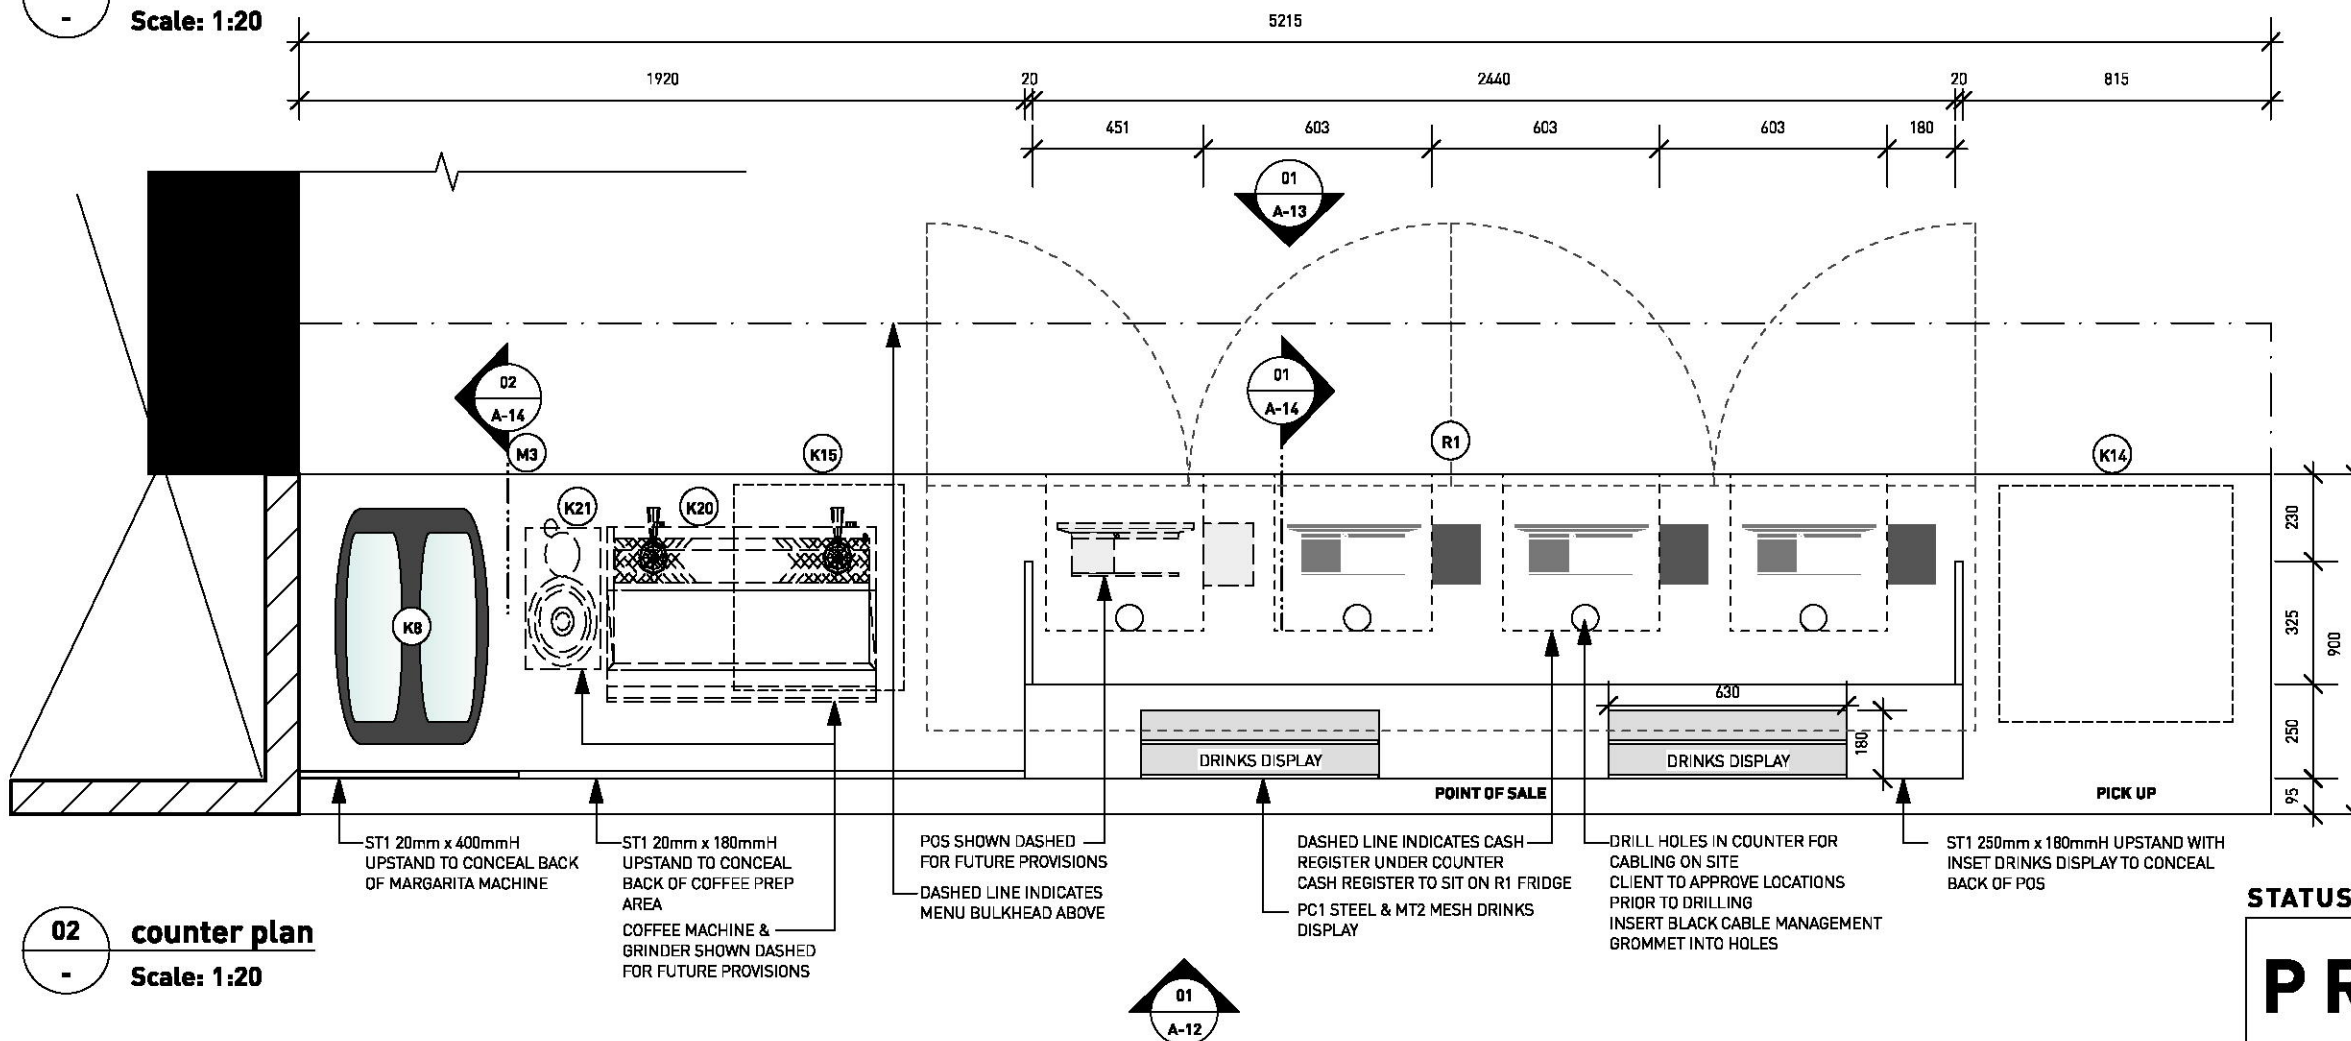 -
Scale: 1:20
5215
1920
20
2440
20
815
451
603
603
603
180
01
A-13
02
A-14
01
A-14
M3
K15
R1
K14
K21
K20
K8
230
325
900
250
95
630
180
DRINKS DISPLAY
DRINKS DISPLAY
POINT OF SALE
PICK UP
ST1 20mm x 400mmH
UPSTAND TO CONCEAL BACK
OF MARGARITA MACHINE
ST1 20mm x 180mmH
UPSTAND TO CONCEAL
BACK OF COFFEE PREP
AREA
COFFEE MACHINE &
GRINDER SHOWN DASHED
FOR FUTURE PROVISIONS
POS SHOWN DASHED
FOR FUTURE PROVISIONS
DASHED LINE INDICATES
MENU BULKHEAD ABOVE
DASHED LINE INDICATES CASH
REGISTER UNDER COUNTER
CASH REGISTER TO SIT ON R1 FRIDGE
PC1 STEEL & MT2 MESH DRINKS
DISPLAY
DRILL HOLES IN COUNTER FOR
CABLING ON SITE
CLIENT TO APPROVE LOCATIONS
PRIOR TO DRILLING
INSERT BLACK CABLE MANAGEMENT
GROMMET INTO HOLES
ST1 250mm x 180mmH UPSTAND WITH
INSET DRINKS DISPLAY TO CONCEAL
BACK OF POS
02
-
counter plan
Scale: 1:20
01
A-12
STATUS
PR